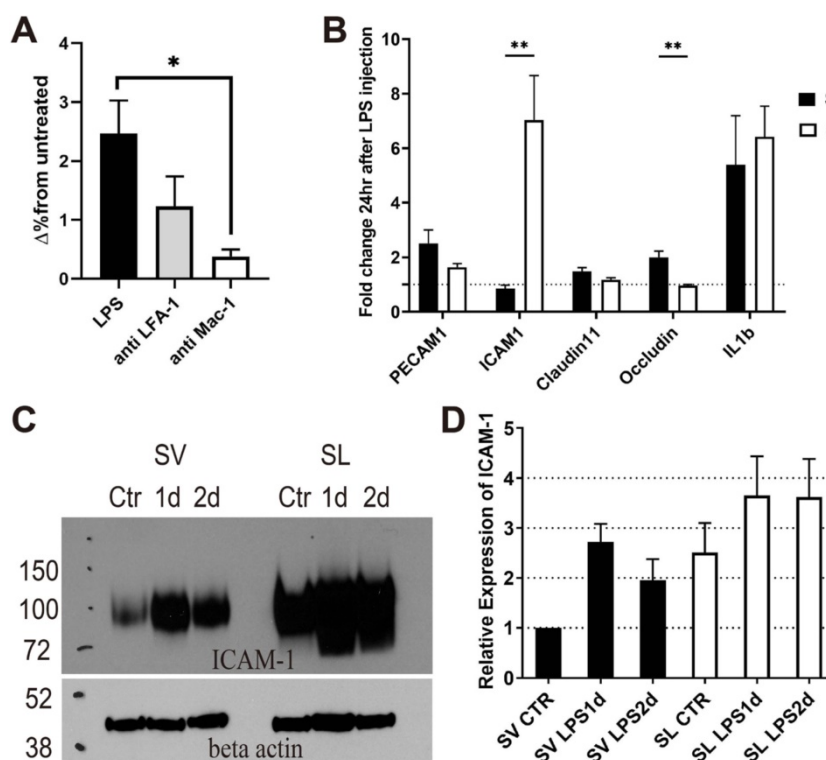 A
Δ%from untreated
4
3
2
1
0
*
LPS
anti LFA-1
anti Mac-1
B
Fold change 24hr after LPS injection
10
8
6
4
2
0
**
**
PECAM1
ICAM1
Claudin11
Occludin
IL1b
C
SV SL
Ctr 1d 2d Ctr 1d 2d
150
100
72
ICAM-1
52
38
beta actin
D
Relative Expression of ICAM-1
5
4
3
2
1
0
SV CTR
SV LPS1d
SV LPS2d
SL CTR
SL LPS1d
SL LPS2d